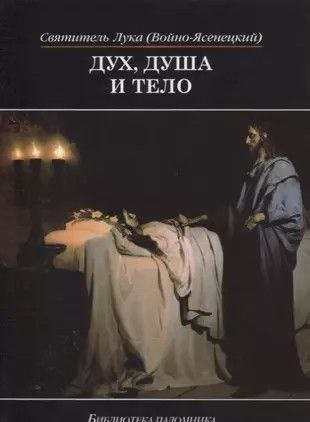 Святитель Лука (Войно-Ясенецкий)
ДУХ, ДУША
И ТЕЛО
Библиотека паломника